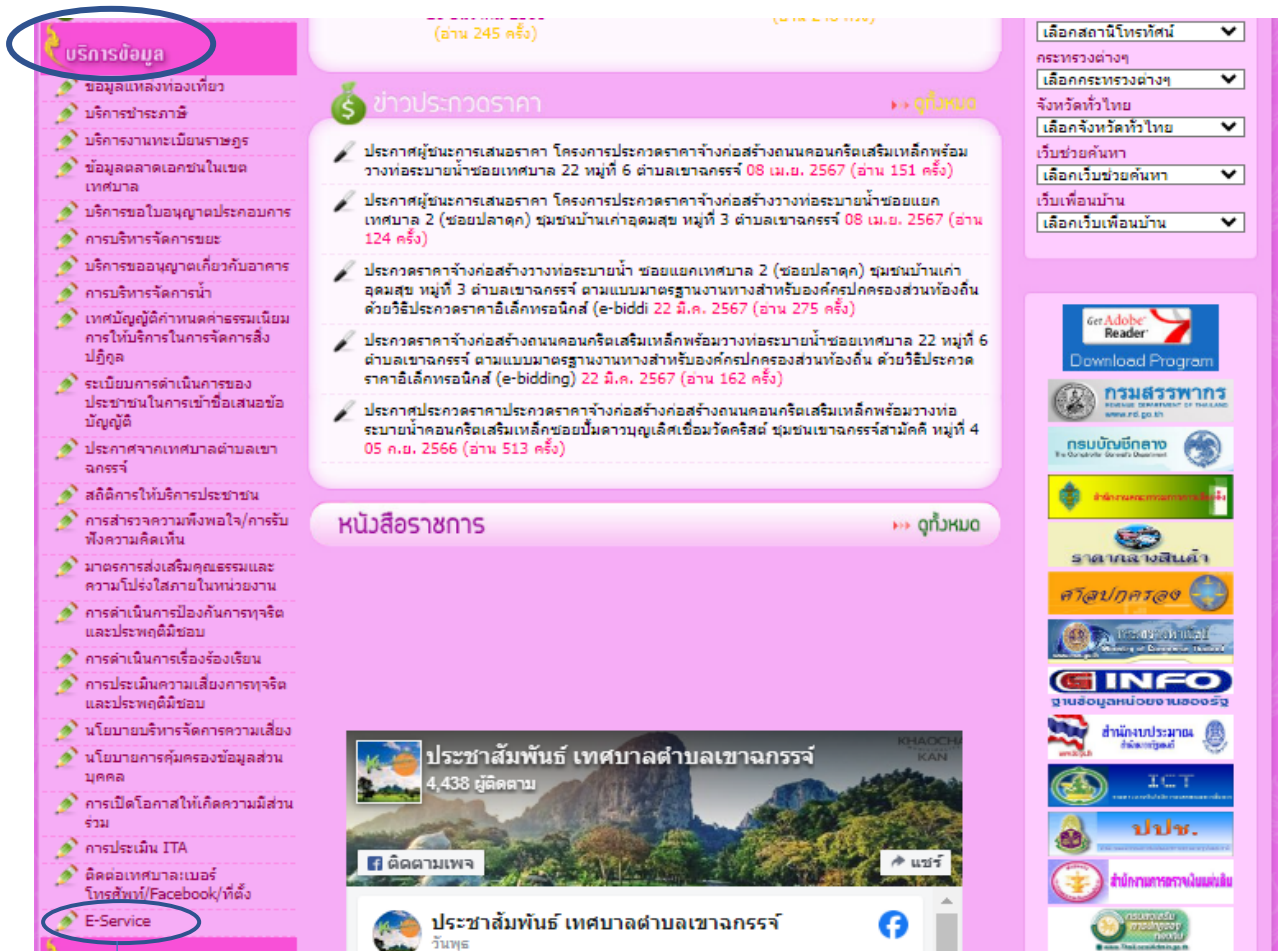 บริการข้อมูล
ข้อมูลแหล่งท่องเที่ยว
บริการชำระภาษี
บริการงานทะเบียนราษฎร
ข้อมูลตลาดเอกชนในเขต
เทศบาล
บริการขอใบอนุญาตประกอบการ
การบริหารจัดการขยะ
บริการขออนุญาตเกี่ยวกับอาคาร
การบริหารจัดการน้ำ
เทศบัญญัติกำหนดค่าธรรมเนียม
การให้บริการในการจัดการสิ่ง
ปฏิกูล
ระเบียบการดำเนินการของ
ประชาชนในการเข้าชื่อเสนอข้อ
บัญญัติ
ประกาศจากเทศบาลตำบลเขา
ฉกรรจ์
สถิติการให้บริการประชาชน
การสำรวจความพึงพอใจ/การรับ
ฟังความคิดเห็น
มาตรการส่งเสริมคุณธรรมและ
ความโปร่งใสภายในหน่วยงาน
การดำเนินการป้องกันการทุจริต
และประพฤติมิชอบ
การดำเนินการเรื่องร้องเรียน
การประเมินความเสี่ยงการทุจริต
และประพฤติมิชอบ
นโยบายบริหารจัดการความเสี่ยง
นโยบายการคุ้มครองข้อมูลส่วน
บุคคล
การเปิดโอกาสให้เกิดความมีส่วน
ร่วม
การประเมิน ITA
ติดต่อเทศบาละเบอร์
โทรศัพท์/Facebook/ที่ตั้ง
E-Service
(อ่าน 245 ครั้ง)
ข่าวประกวดราคา
ดูทั้งหมด
ประกาศผู้ชนะการเสนอราคา โครงการประกวดราคาจ้างก่อสร้างถนนคอนกรีตเสริมเหล็กพร้อม
วางท่อระบายน้ำซอยเทศบาล 22 หมู่ที่ 6 ตำบลเขาฉกรรจ์ 08 เม.ย. 2567 (อ่าน 151 ครั้ง)
ประกาศผู้ชนะการเสนอราคา โครงการประกวดราคาจ้างก่อสร้างวางท่อระบายน้ำซอยแยก
เทศบาล 2 (ซอยปลาดุก) ชุมชนบ้านเก่าอุดมสุข หมู่ที่ 3 ตำบลเขาฉกรรจ์ 08 เม.ย. 2567 (อ่าน
124 ครั้ง)
ประกวดราคาจ้างก่อสร้างวางท่อระบายน้ำ ซอยแยกเทศบาล 2 (ซอยปลาดุก) ชุมชนบ้านเก่า
อุดมสุข หมู่ที่ 3 ตำบลเขาฉกรรจ์ ตามแบบมาตรฐานงานทางสำหรับองค์กรปกครองส่วนท้องถิ่น
ด้วยวิธีประกวดราคาอิเล็กทรอนิกส์ (e-biddi 22 มี.ค. 2567 (อ่าน 275 ครั้ง)
ประกวดราคาจ้างก่อสร้างถนนคอนกรีตเสริมเหล็กพร้อมวางท่อระบายน้ำซอยเทศบาล 22 หมู่ที่ 6
ตำบลเขาฉกรรจ์ ตามแบบมาตรฐานงานทางสำหรับองค์กรปกครองส่วนท้องถิ่น ด้วยวิธีประกวด
ราคาอิเล็กทรอนิกส์ (e-bidding) 22 มี.ค. 2567 (อ่าน 162 ครั้ง)
ประกาศประกวดราคาประกวดราคาจ้างก่อสร้างก่อสร้างถนนคอนกรีตเสริมเหล็กพร้อมวางท่อ
ระบายน้ำคอนกรีตเสริมเหล็กซอยปั๊มดาวบุญเลิศเชื่อมวัดคริสต์ ชุมชนเขาฉกรรจ์สามัคคี หมู่ที่ 4
05 ก.ย. 2566 (อ่าน 513 ครั้ง)
หนังสือราชการ
ดูทั้งหมด
ประชาสัมพันธ์ เทศบาลตำบลเขาฉกรรจ์
4,438 ผู้ติดตาม
ติดตามเพจ
แชร์
ประชาสัมพันธ์ เทศบาลตำบลเขาฉกรรจ์
วันพุธ
เลือกสถานีโทรทัศน์
กระทรวงต่างๆ
เลือกกระทรวงต่างๆ
จังหวัดทั่วไทย
เลือกจังหวัดทั่วไทย
เว็บช่วยค้นหา
เลือกเว็บช่วยค้นหา
เว็บเพื่อนบ้าน
เลือกเว็บเพื่อนบ้าน
Get Adobe
Reader
Download Program
กรมสรรพากร
www.rd.go.th
กรมบัญชีกลาง
ราคากลางสินค้า
ศาลปกครอง
GINFO
ฐานข้อมูลหน่วยงานของรัฐ
สำนักงบประมาณ
ICT
ปปช.
สำนักงานการตรวจเงินแผ่นดิน